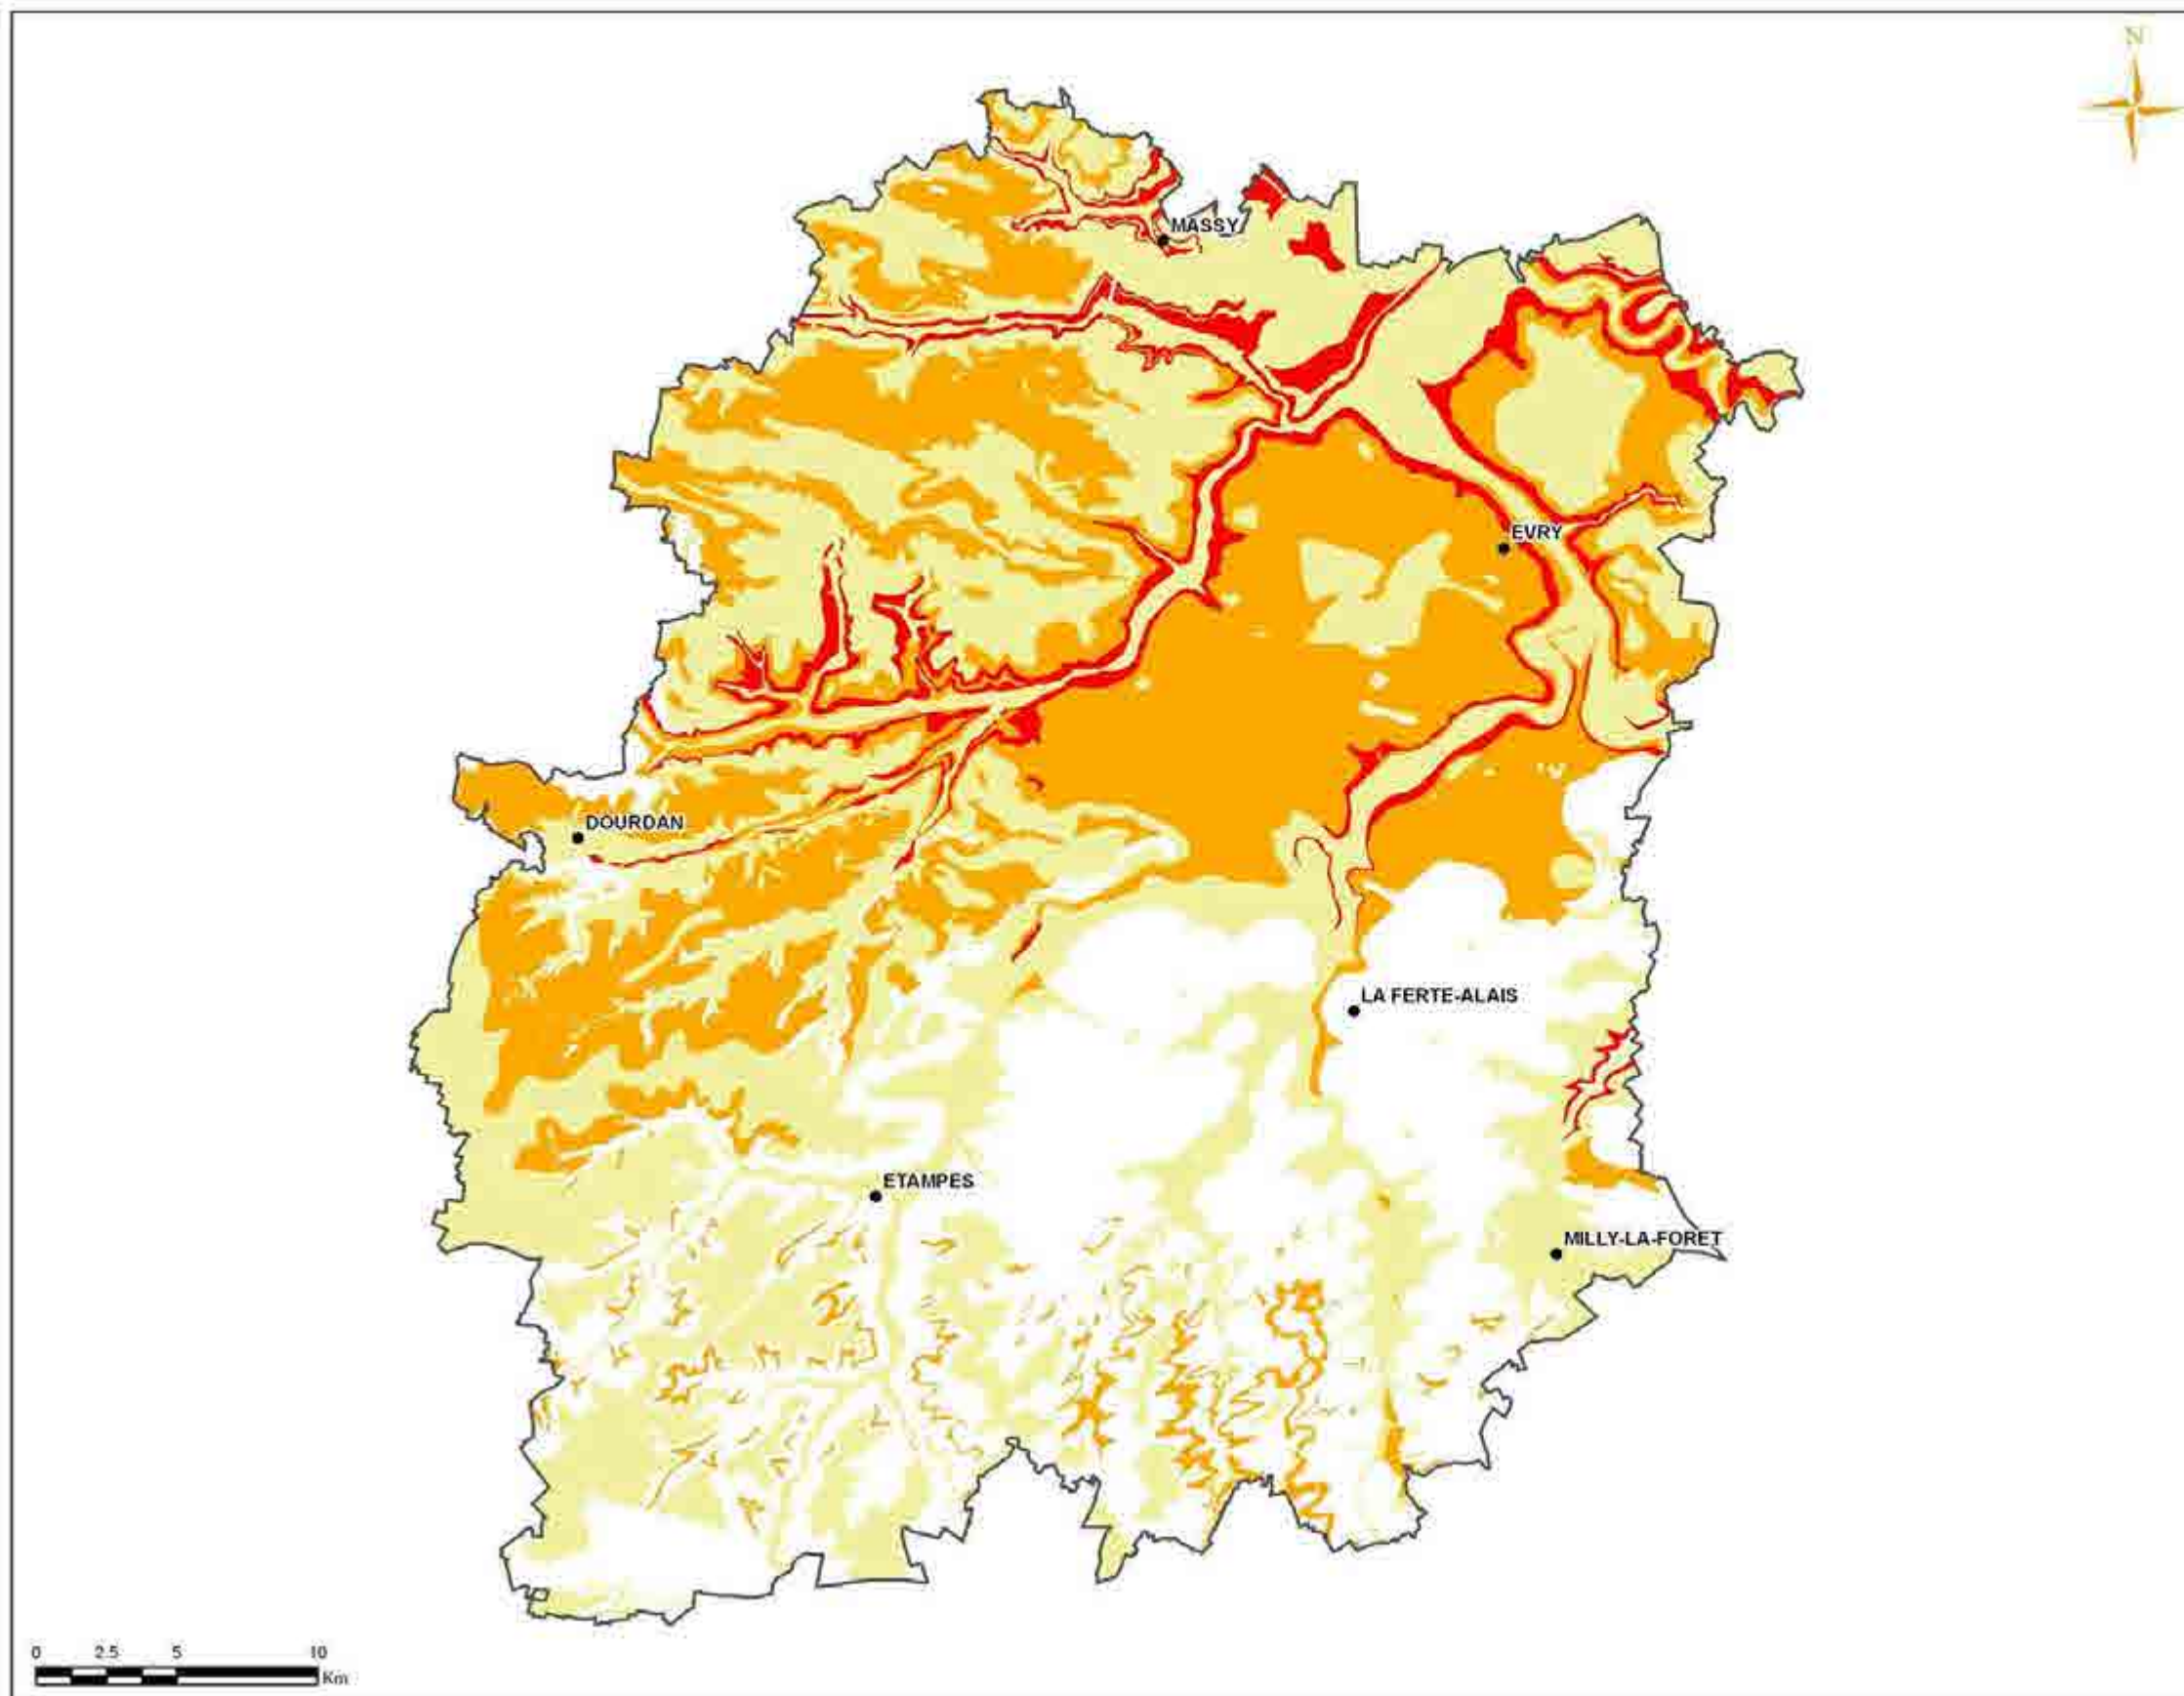 N
MASSY
EVRY
DOURDAN
LA FERTE-ALAIS
ETAMPES
MILLY-LA-FORET
0 2.5 5 10
Km